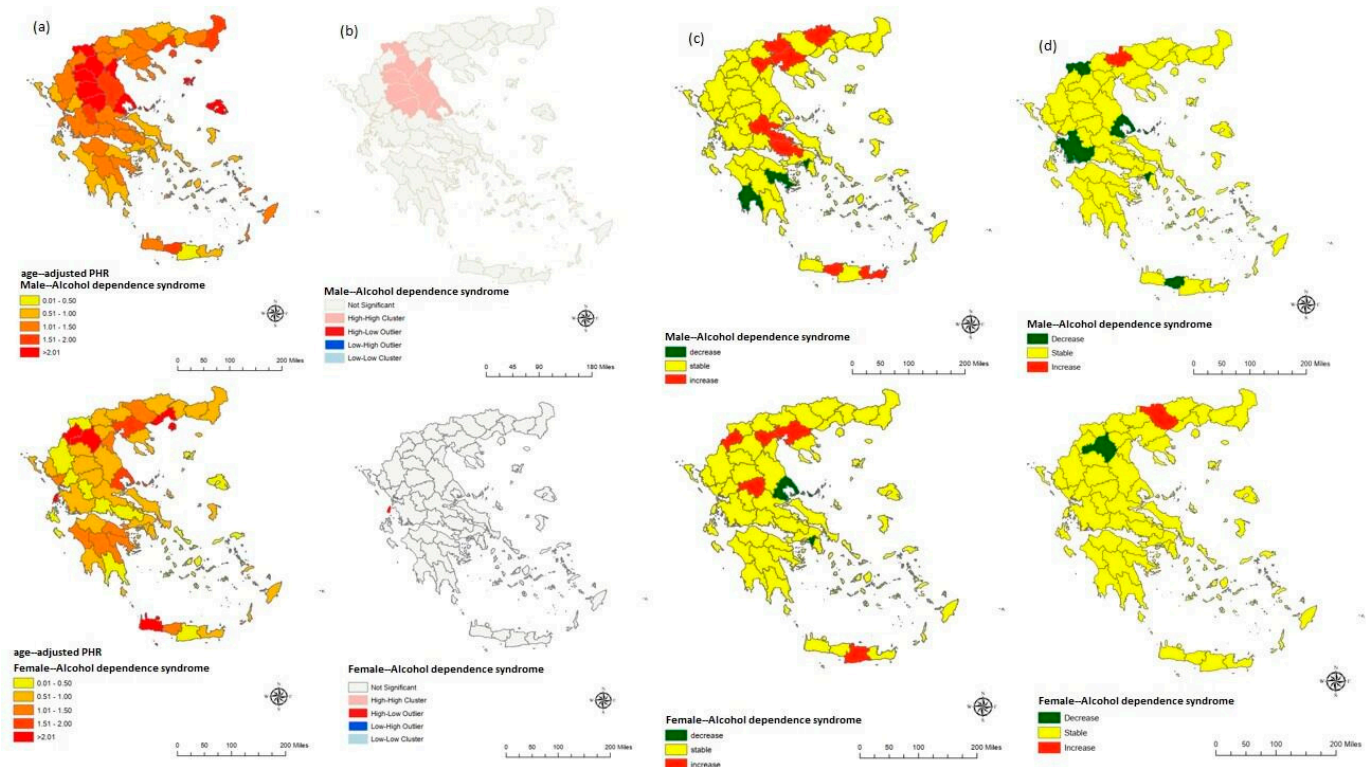 (a)
age--adjusted PHR
Male--Alcohol dependence syndrome
0.01 - 0.50
0.51 - 1.00
1.01 - 1.50
1.51 - 2.00
>2.01
0 50 100 200 Miles
(b)
Male--Alcohol dependence syndrome
Not Significant
High-High Cluster
High-Low Outlier
Low-High Outlier
Low-Low Cluster
0 45 90 180 Miles
(c)
Male--Alcohol dependence syndrome
decrease
stable
increase
0 50 100 200 Miles
(d)
Male--Alcohol dependence syndrome
Decrease
Stable
Increase
0 50 100 200 Miles
age--adjusted PHR
Female--Alcohol dependence syndrome
0.01 - 0.50
0.51 - 1.00
1.01 - 1.50
1.51 - 2.00
>2.01
0 50 100 200 Miles
Female--Alcohol dependence syndrome
Not Significant
High-High Cluster
High-Low Outlier
Low-High Outlier
Low-Low Cluster
0 50 100 200 Miles
Female--Alcohol dependence syndrome
decrease
stable
increase
0 50 100 200 Miles
Female--Alcohol dependence syndrome
Decrease
Stable
Increase
0 50 100 200 Miles